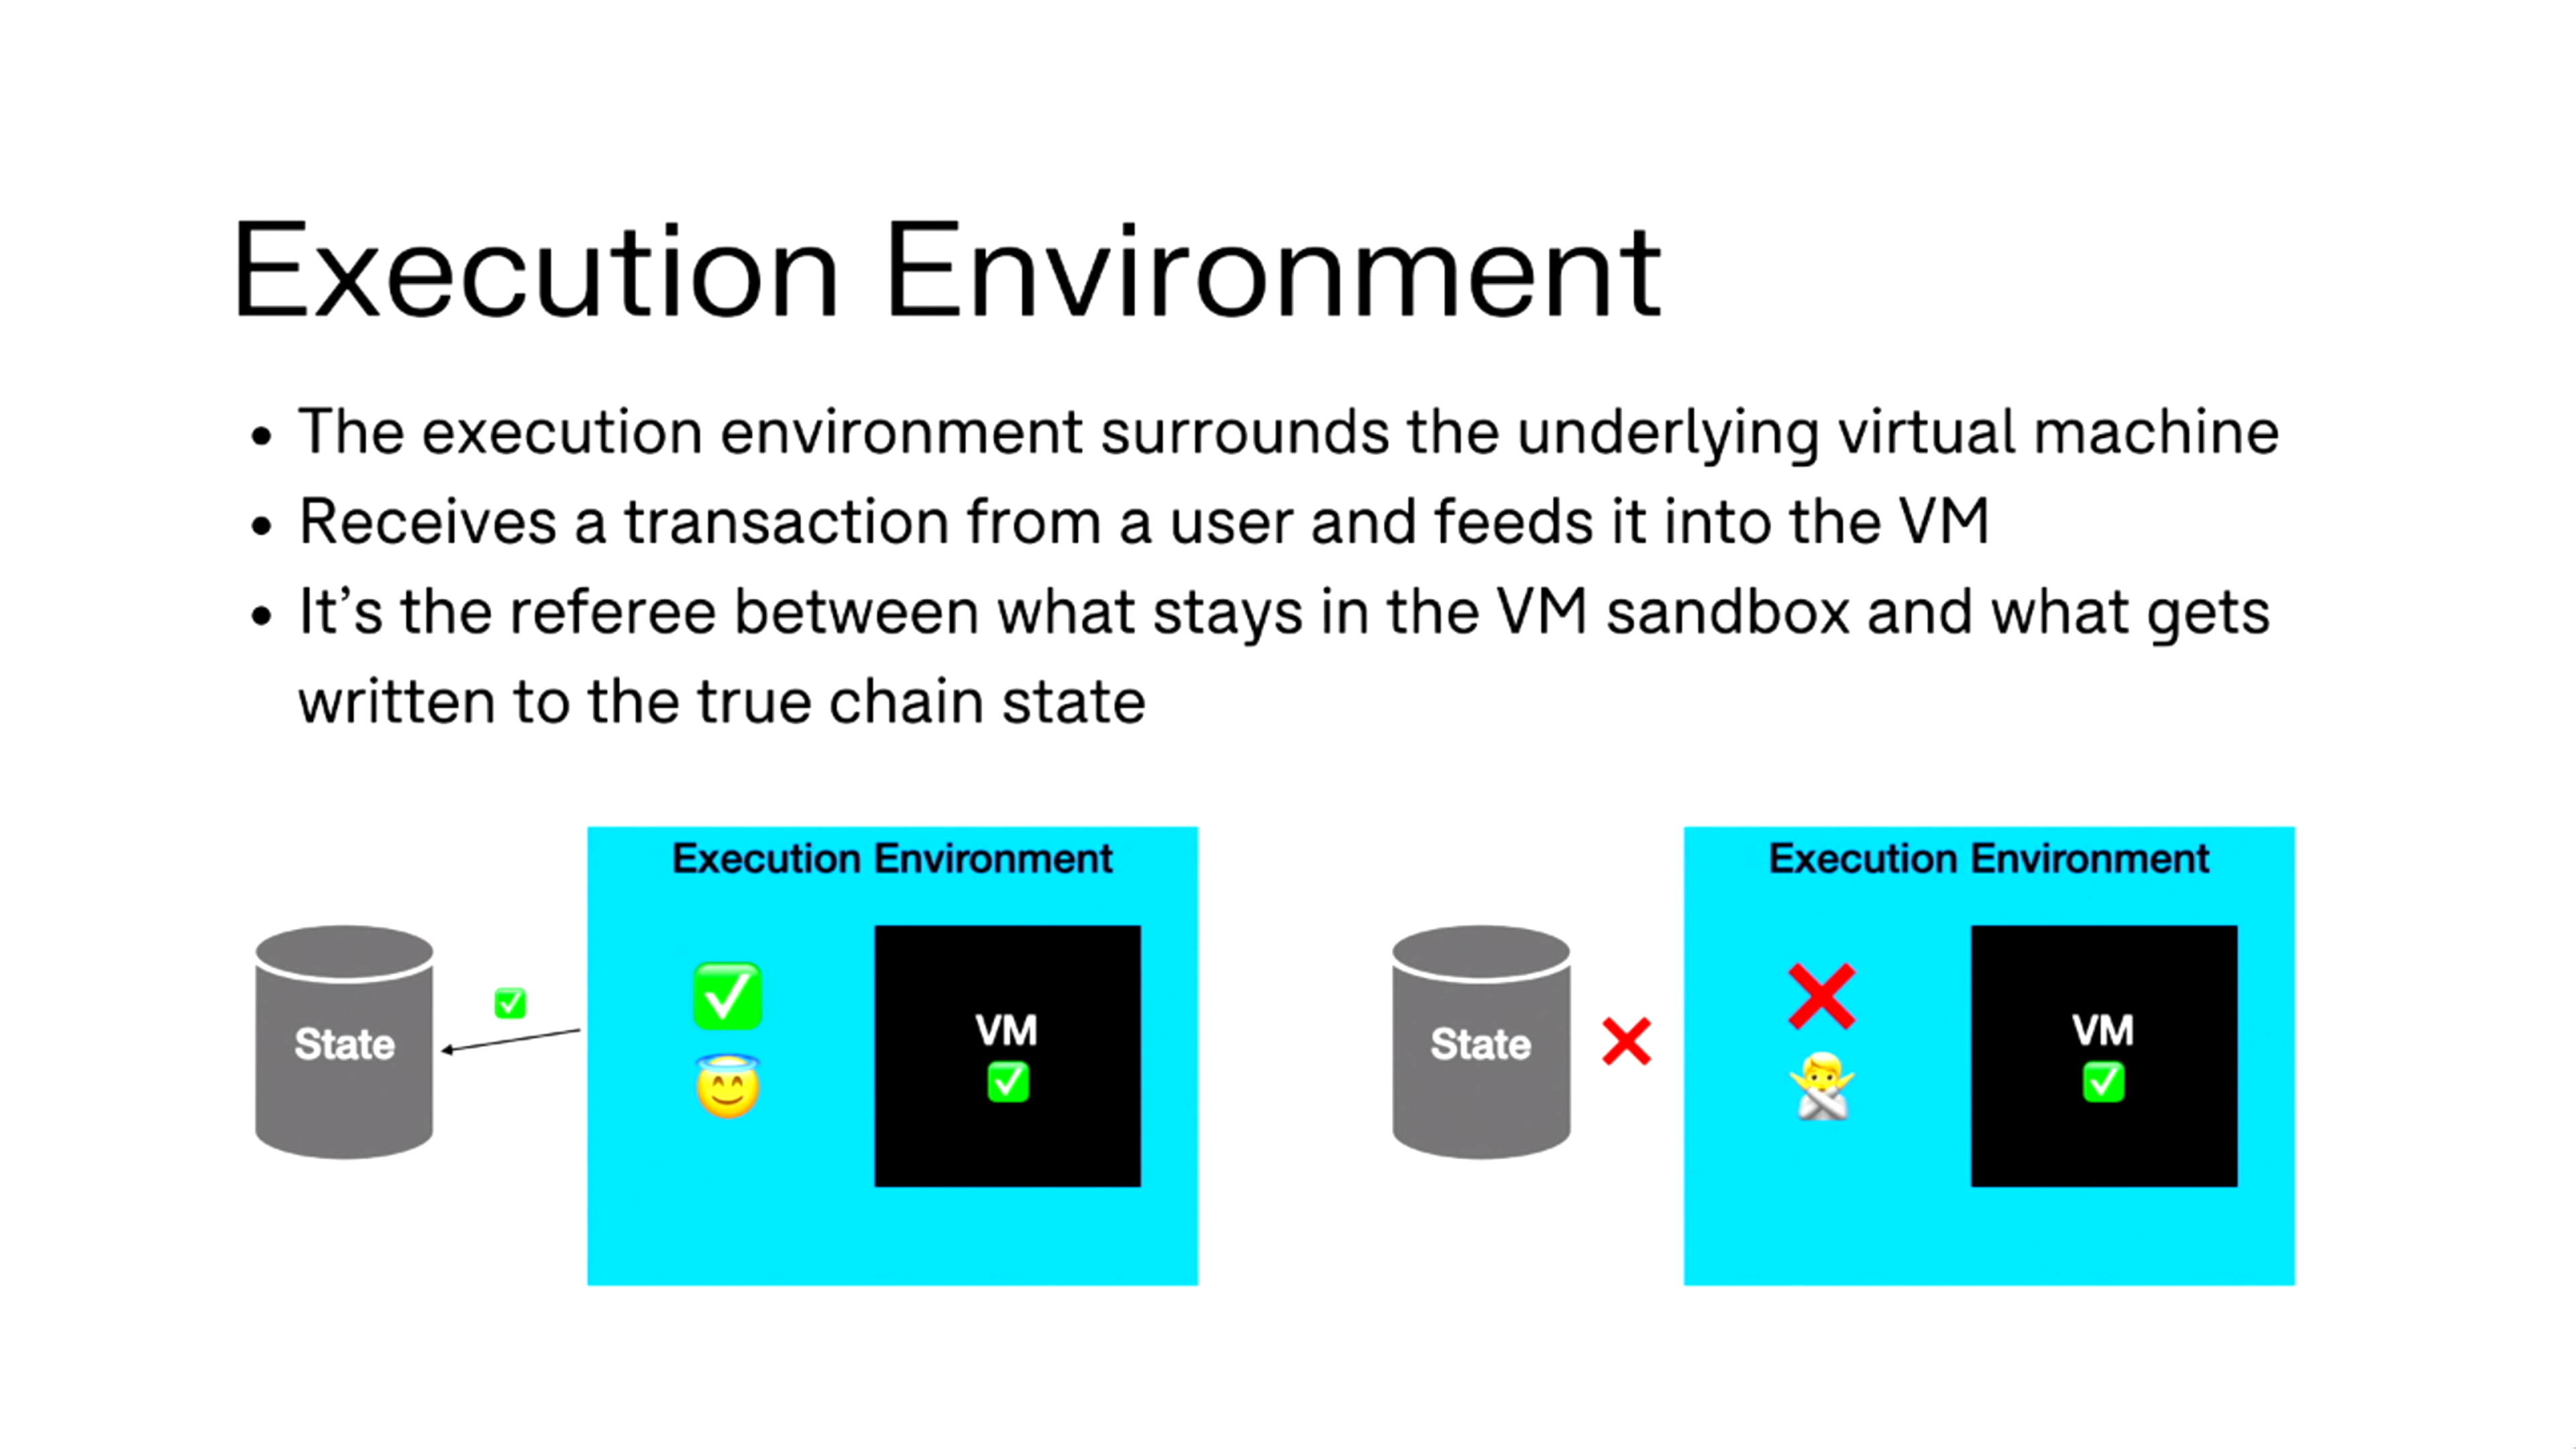 Execution Environment
• The execution environment surrounds the underlying virtual machine
• Receives a transaction from a user and feeds it into the VM
• It’s the referee between what stays in the VM sandbox and what gets
written to the true chain state
Execution Environment
State
VM
Execution Environment
State
VM